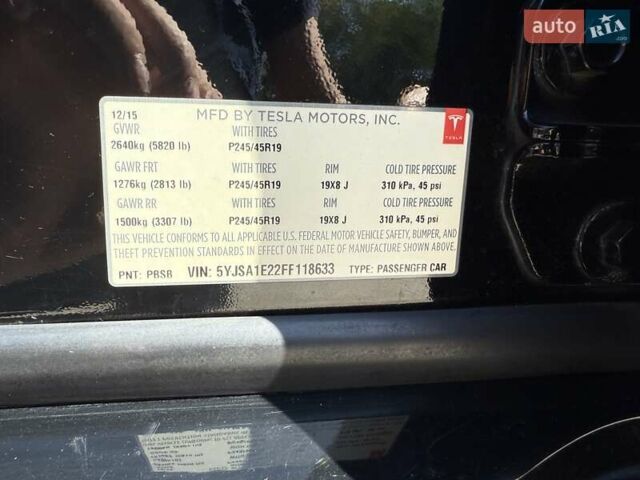 auto RIA.com
12/15 MFD BY TESLA MOTORS, INC.
GVWR WITH TIRES
2640kg (5820 lb) P245/45R19
TESLA
GAWR FRT WITH TIRES RIM COLD TIRE PRESSURE
1276kg (2813 lb) P245/45R19 19X8 J 310 kPa, 45 psi
GAWR RR WITH TIRES RIM COLD TIRE PRESSURE
1500kg (3307 lb) P245/45R19 19X8 J 310 kPa, 45 psi
THIS VEHICLE CONFORMS TO ALL APPLICABLE U.S. FEDERAL MOTOR VEHICLE SAFETY, BUMPER, AND
THEFT PREVENTION STANDARDS IN EFFECT ON THE DATE OF MANUFACTURE SHOWN ABOVE.
PNT: PBSB VIN: 5YJSA1E22FF118633 TYPE: PASSENGER CAR